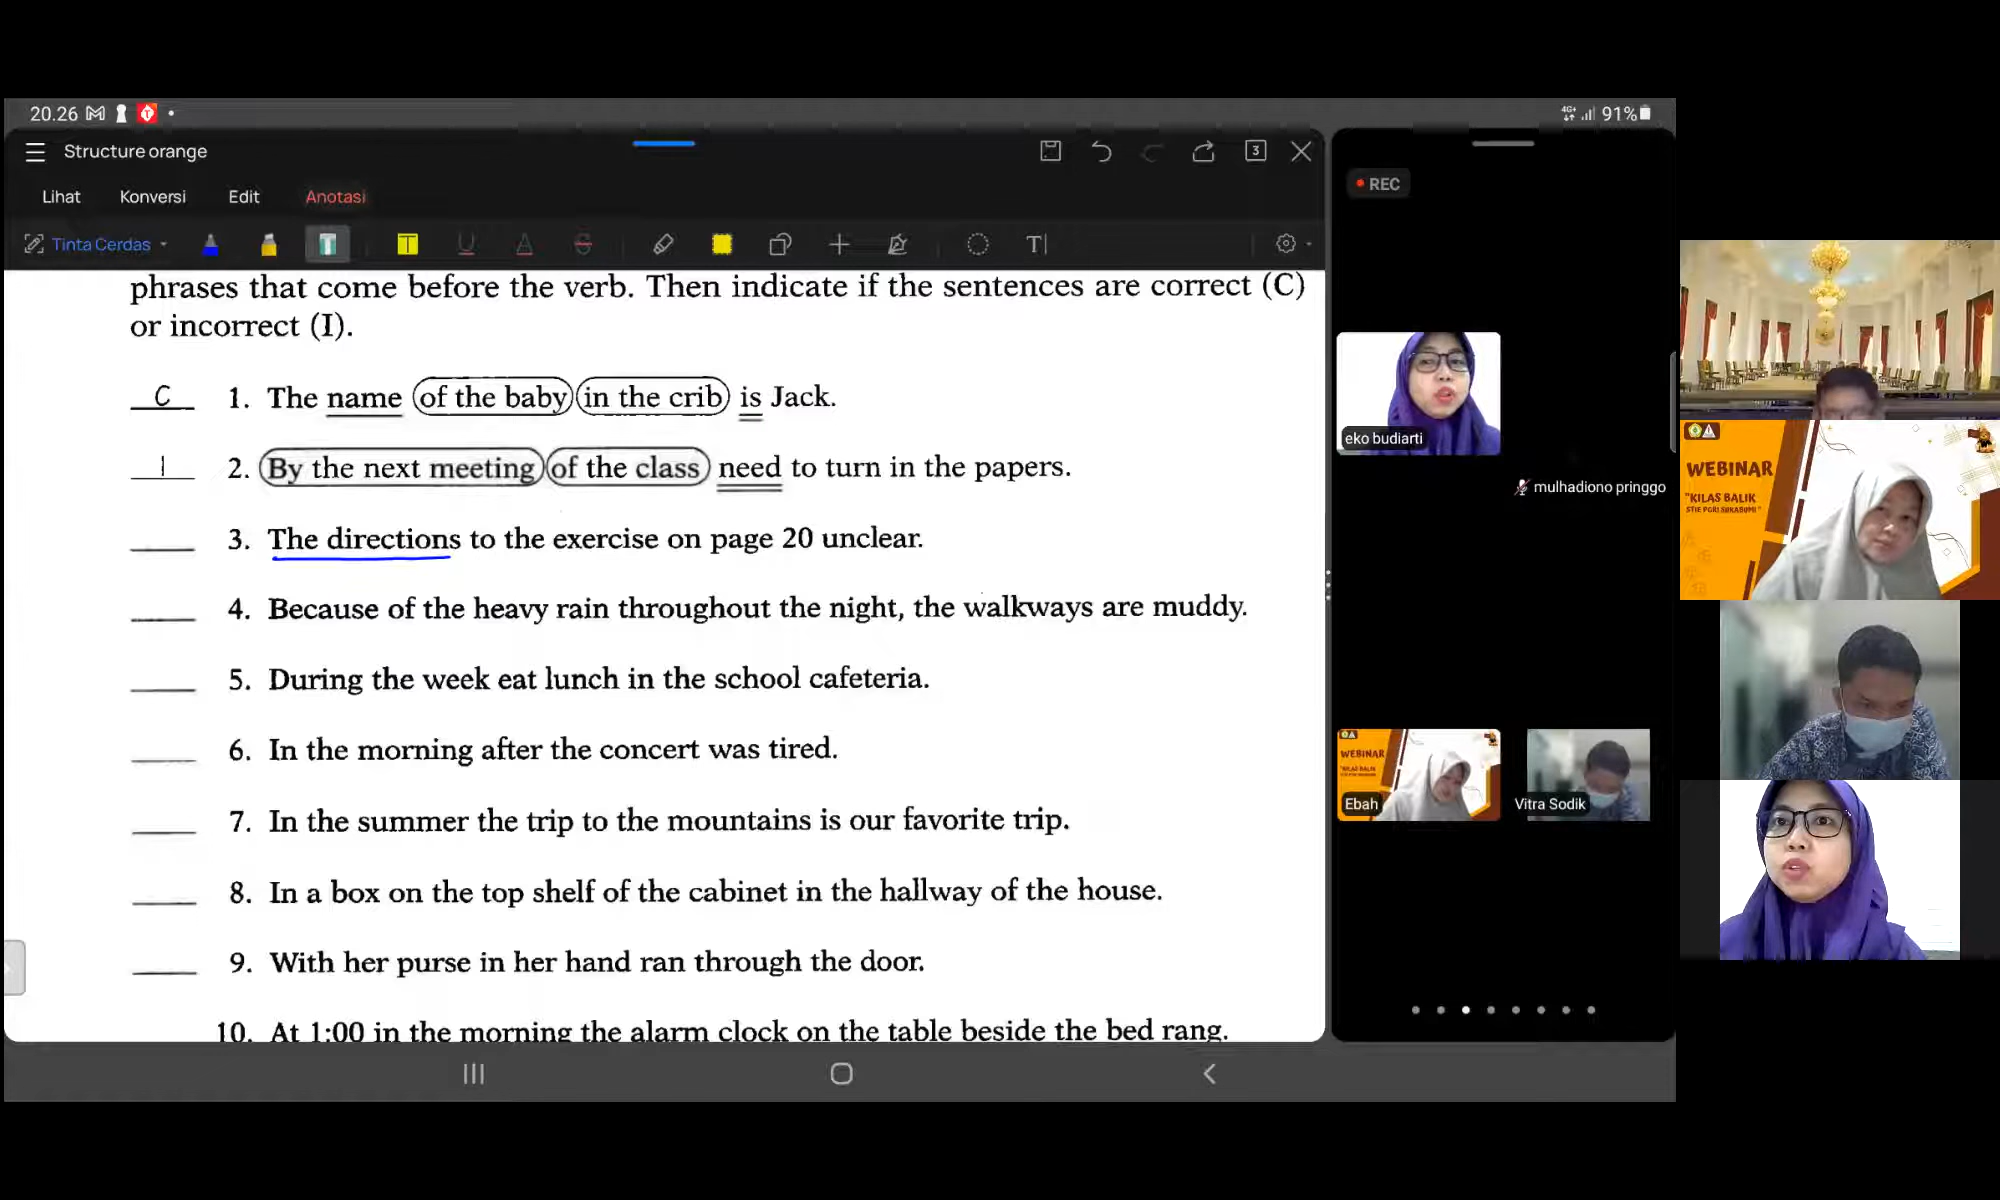 20.26
4G+ 91%
Structure orange
3
Lihat Konversi Edit Anotasi
Tinta Cerdas
phrases that come before the verb. Then indicate if the sentences are correct (C)
or incorrect (I).
C 1. The name of the baby in the crib is Jack.
I 2. By the next meeting of the class need to turn in the papers.
3. The directions to the exercise on page 20 unclear.
4. Because of the heavy rain throughout the night, the walkways are muddy.
5. During the week eat lunch in the school cafeteria.
6. In the morning after the concert was tired.
7. In the summer the trip to the mountains is our favorite trip.
8. In a box on the top shelf of the cabinet in the hallway of the house.
9. With her purse in her hand ran through the door.
10. At 1:00 in the morning the alarm clock on the table beside the bed rang.
REC
eko budiarti
mulhadiono pringgo
WEBINAR
Ebah
Vitra Sodik
WEBINAR
"KILAS BALIK
STIE PGRI SUKABUMI"